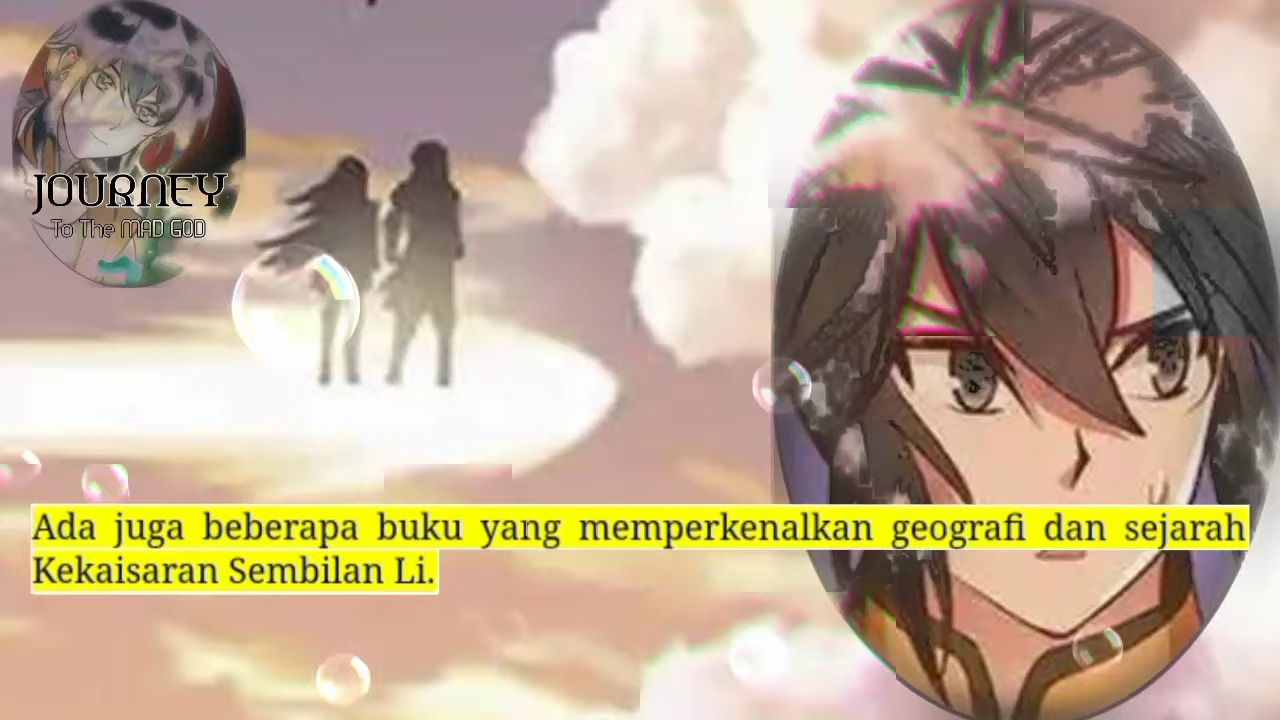 JOURNEY
To The MAD GOD
Ada juga beberapa buku yang memperkenalkan geografi dan sejarah
Kekaisaran Sembilan Li.